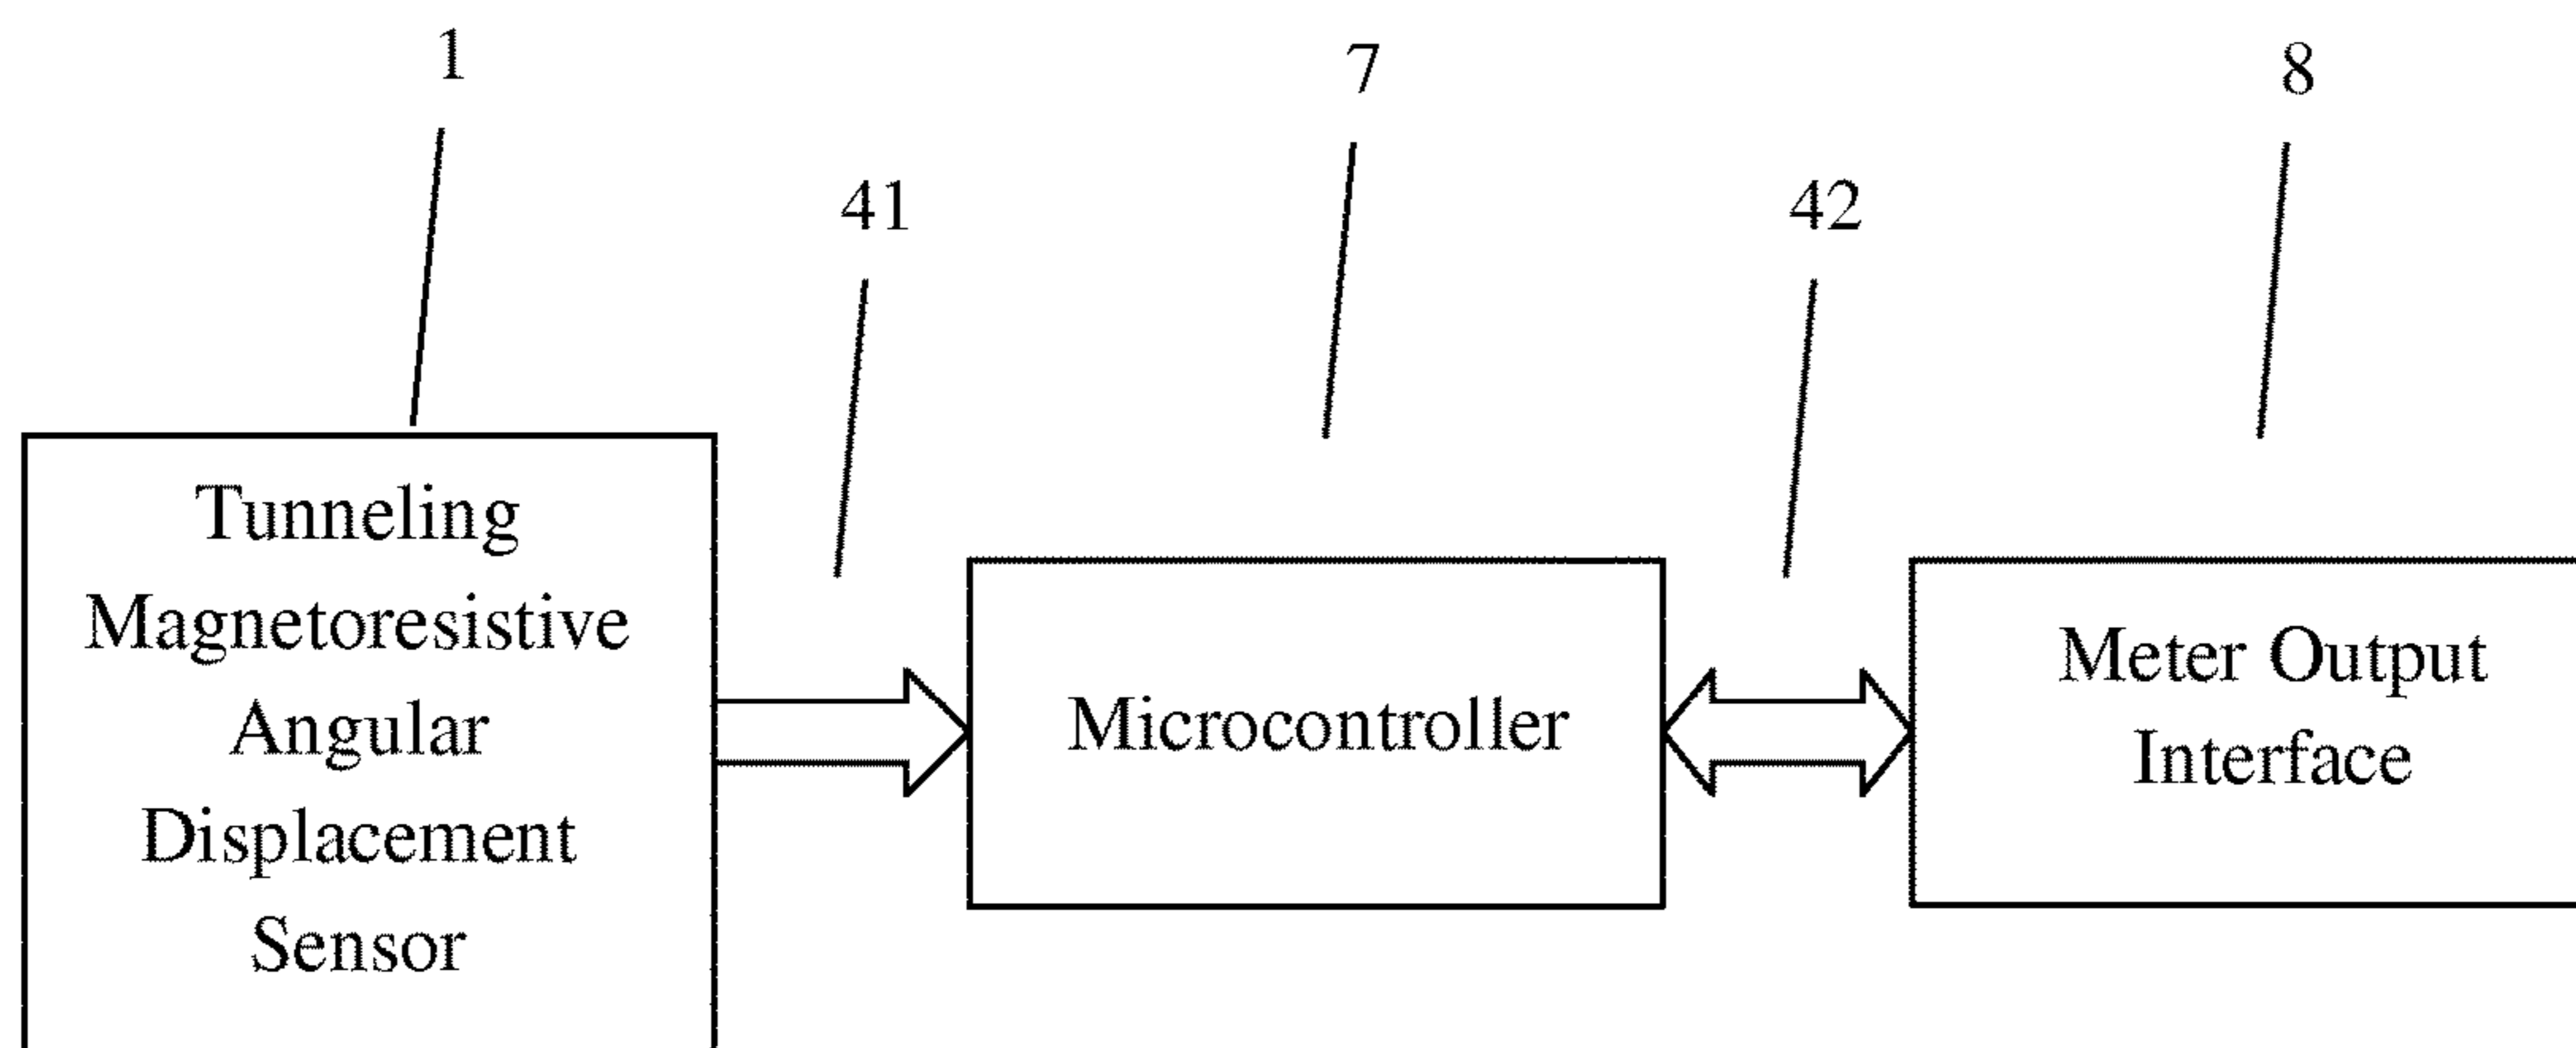 1
7
8
41
42
Tunneling
Magnetoresistive
Angular
Displacement
Sensor
Microcontroller
Meter Output
Interface